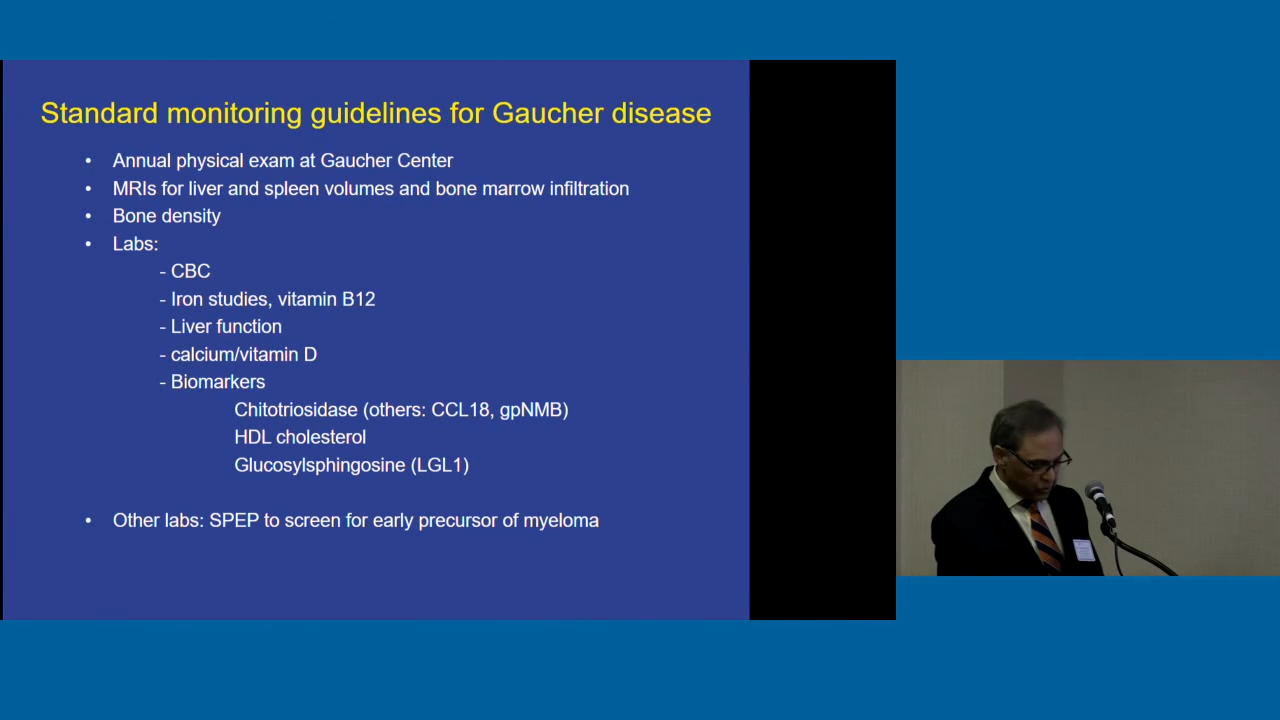 Standard monitoring guidelines for Gaucher disease
• Annual physical exam at Gaucher Center
• MRIs for liver and spleen volumes and bone marrow infiltration
• Bone density
• Labs:
- CBC
- Iron studies, vitamin B12
- Liver function
- calcium/vitamin D
- Biomarkers
Chitotriosidase (others: CCL18, gpNMB)
HDL cholesterol
Glucosylsphingosine (LGL1)
• Other labs: SPEP to screen for early precursor of myeloma